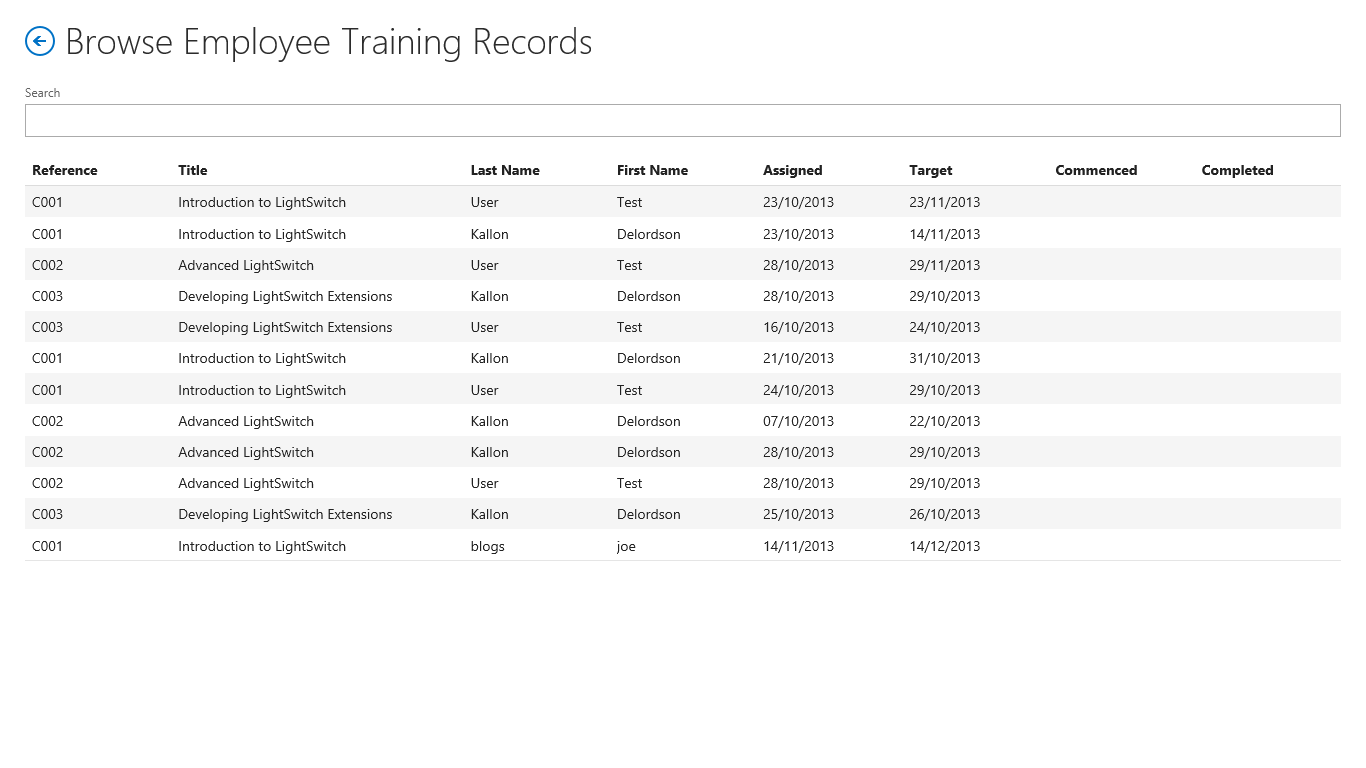 Browse Employee Training Records
Search
Reference Title Last Name First Name Assigned Target Commenced Completed
C001 Introduction to LightSwitch User Test 23/10/2013 23/11/2013
C001 Introduction to LightSwitch Kallon Delordson 23/10/2013 14/11/2013
C002 Advanced LightSwitch User Test 28/10/2013 29/11/2013
C003 Developing LightSwitch Extensions Kallon Delordson 28/10/2013 29/10/2013
C003 Developing LightSwitch Extensions User Test 16/10/2013 24/10/2013
C001 Introduction to LightSwitch Kallon Delordson 21/10/2013 31/10/2013
C001 Introduction to LightSwitch User Test 24/10/2013 29/10/2013
C002 Advanced LightSwitch Kallon Delordson 07/10/2013 22/10/2013
C002 Advanced LightSwitch Kallon Delordson 28/10/2013 29/10/2013
C002 Advanced LightSwitch User Test 28/10/2013 29/10/2013
C003 Developing LightSwitch Extensions Kallon Delordson 25/10/2013 26/10/2013
C001 Introduction to LightSwitch blogs joe 14/11/2013 14/12/2013